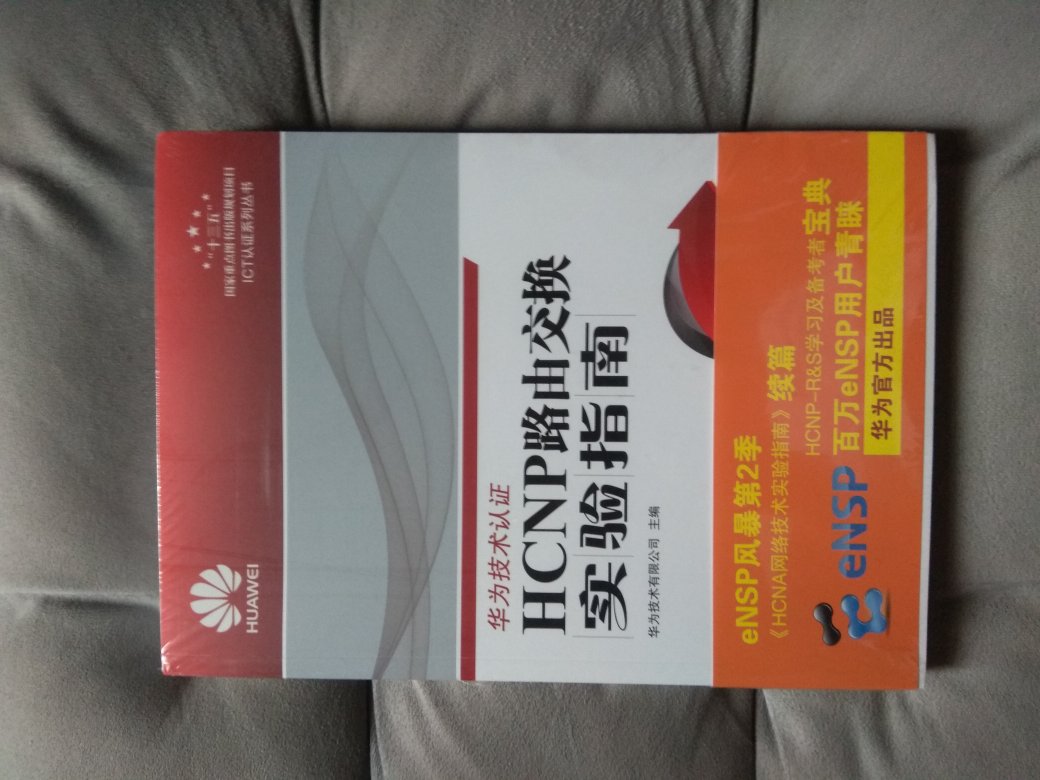 HUAWEI
"十三五"
国家重点图书出版规划项目
ICT认证系列丛书
华为技术认证
HCNP路由交换
实验指南
华为技术有限公司 主编
eNSP风暴第2季
《HCNA网络技术实验指南》续篇
HCNP-R&S学习及备考者宝典
eNSP 百万eNSP用户青睐
华为官方出品